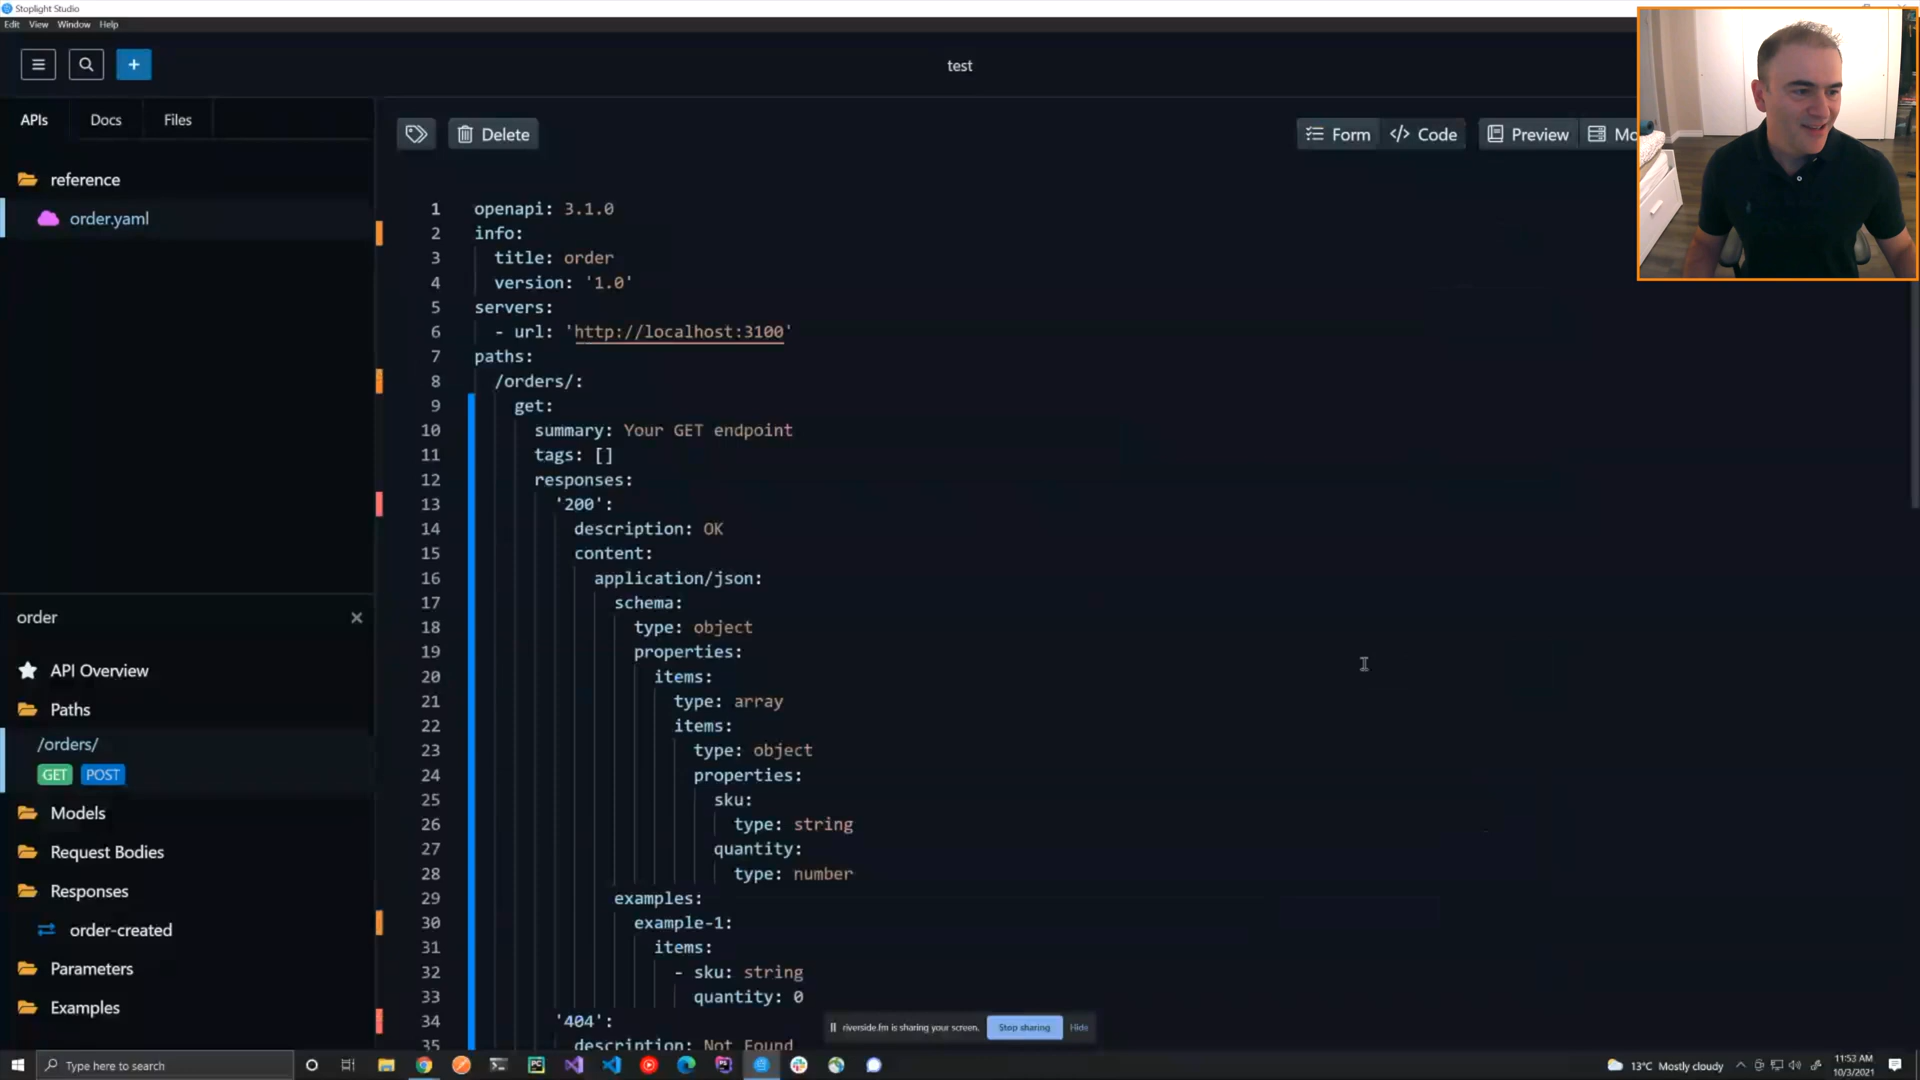 Stoplight Studio
Edit View Window Help
+
test
APIs Docs Files
Delete
Form </> Code Preview Mo
reference
order.yaml
1 openapi: 3.1.0
2 info:
3 title: order
4 version: '1.0'
5 servers:
6 - url: 'http://localhost:3100'
7 paths:
8 /orders/:
9 get:
10 summary: Your GET endpoint
11 tags: []
12 responses:
13 '200':
14 description: OK
15 content:
16 application/json:
17 schema:
18 type: object
19 properties:
20 items:
21 type: array
22 items:
23 type: object
24 properties:
25 sku:
26 type: string
27 quantity:
28 type: number
29 examples:
30 example-1:
31 items:
32 - sku: string
33 quantity: 0
34 '404':
35 description: Not Found
order
API Overview
Paths
/orders/
GET POST
Models
Request Bodies
Responses
order-created
Parameters
Examples
riverside.fm is sharing your screen. Stop sharing Hide
Type here to search
13°C Mostly cloudy
11:53 AM
10/3/2021